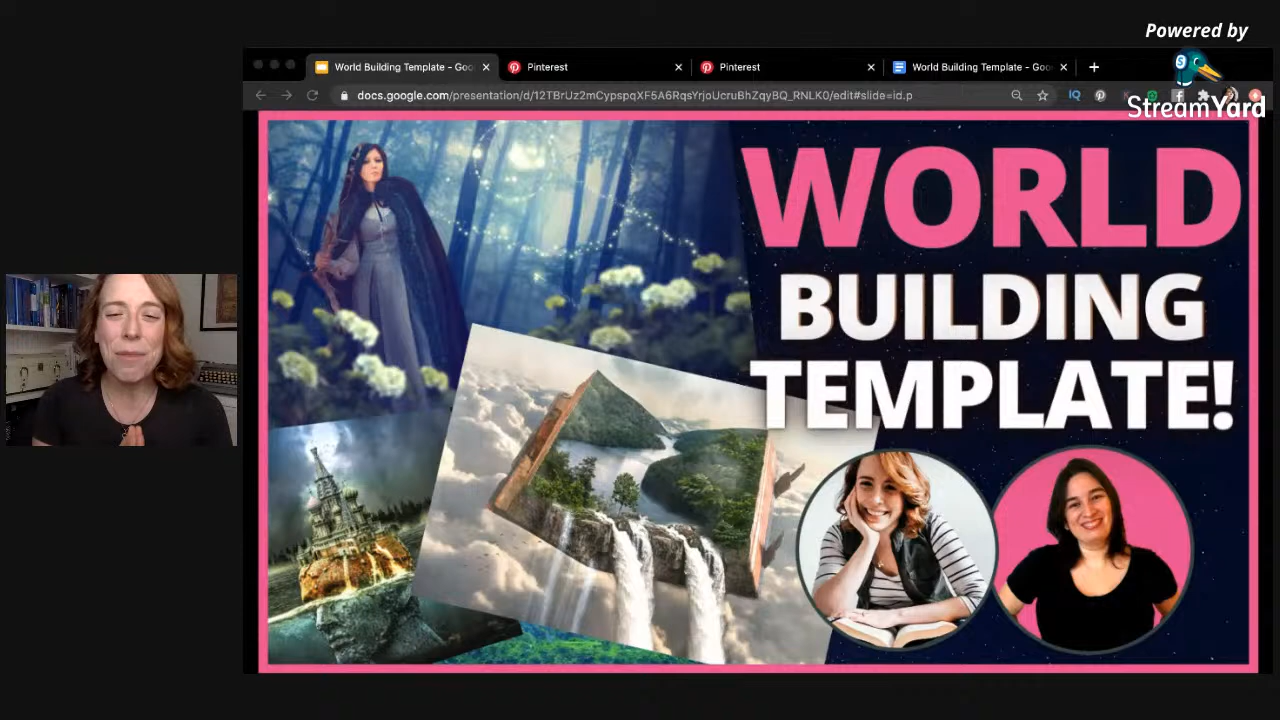 Powered by
StreamYard
World Building Template - Goo
Pinterest
Pinterest
World Building Template - Goo
docs.google.com/presentation/d/12TBrUz2mCypspqXF5A6RqsYrjoUcruBhZqyBQ_RNLK0/edit#slide=id.p
IQ
WORLD
BUILDING
TEMPLATE!